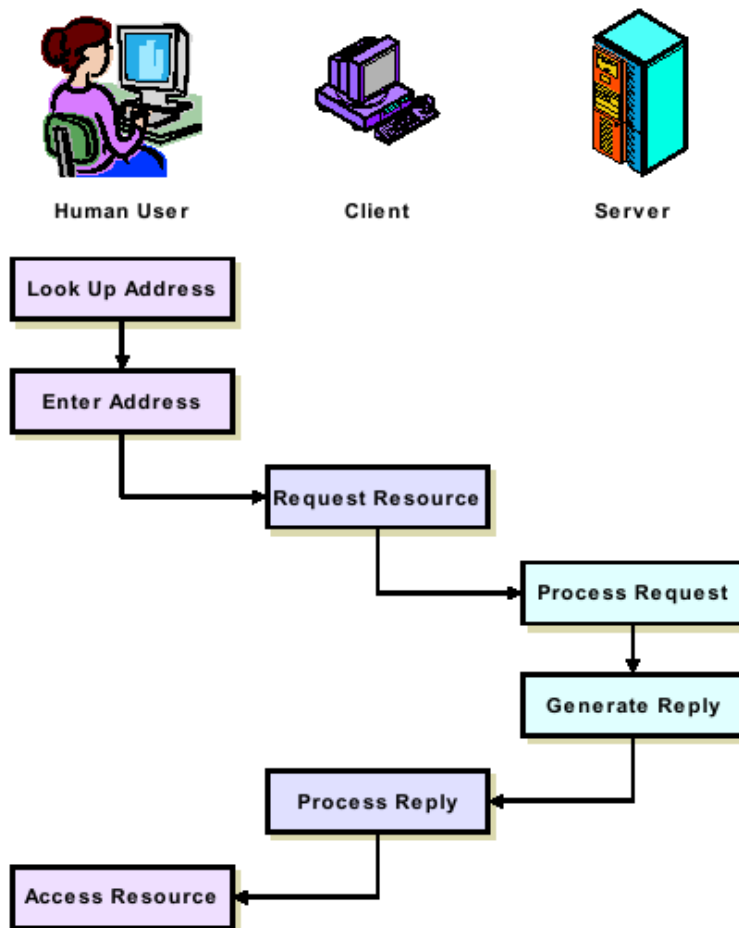 Human User
Client
Server
Look Up Address
Enter Address
Request Resource
Process Request
Generate Reply
Process Reply
Access Resource